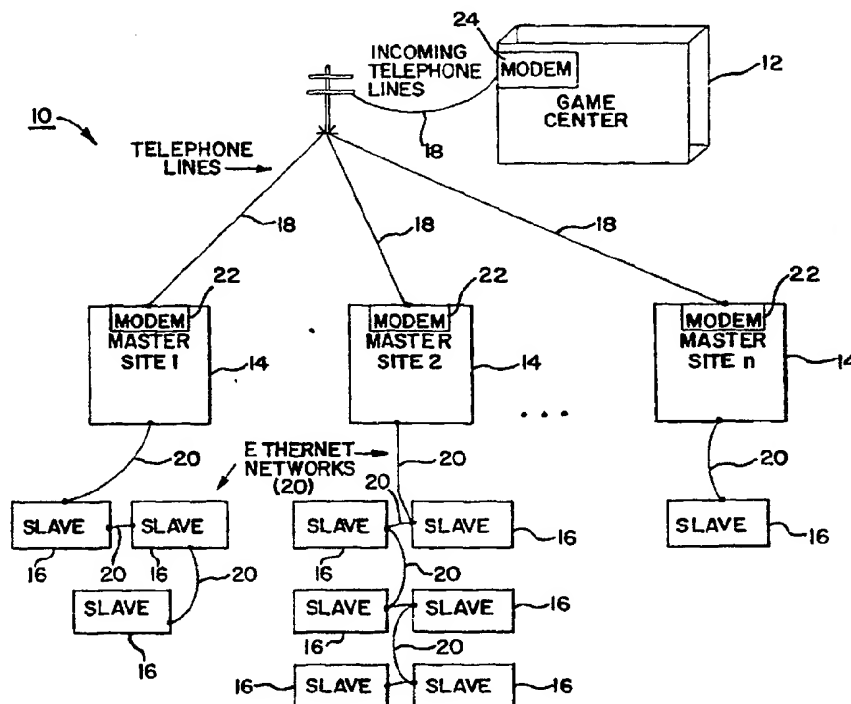 24
INCOMING
TELEPHONE
LINES
MODEM
12
GAME
CENTER
10
18
TELEPHONE
LINES
18
18
18
22
22
22
MODEM
MASTER
SITE 1
14
MODEM
MASTER
SITE 2
14
MODEM
MASTER
SITE n
14
...
20
ETHERNET
NETWORKS
(20)
20
20
20
SLAVE
SLAVE
16
20
16
20
SLAVE
16
SLAVE
SLAVE
16
16
20
SLAVE
SLAVE
16
16
20
16
SLAVE
SLAVE
16
SLAVE
16